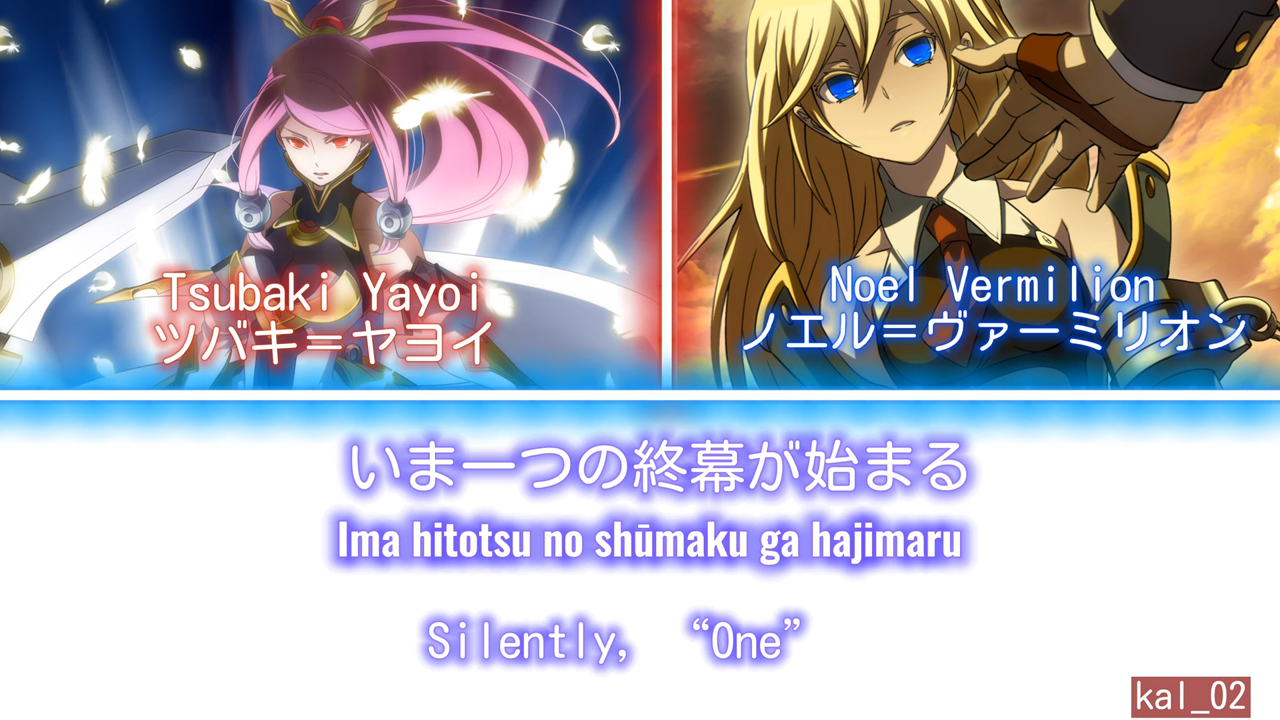 Tsubaki Yayoi
ツバキ＝ヤヨイ
Noel Vermilion
ノエル＝ヴァーミリオン
いま一つの終幕が始まる
Ima hitotsu no shūmaku ga hajimaru
Silently, “One”
kal_02